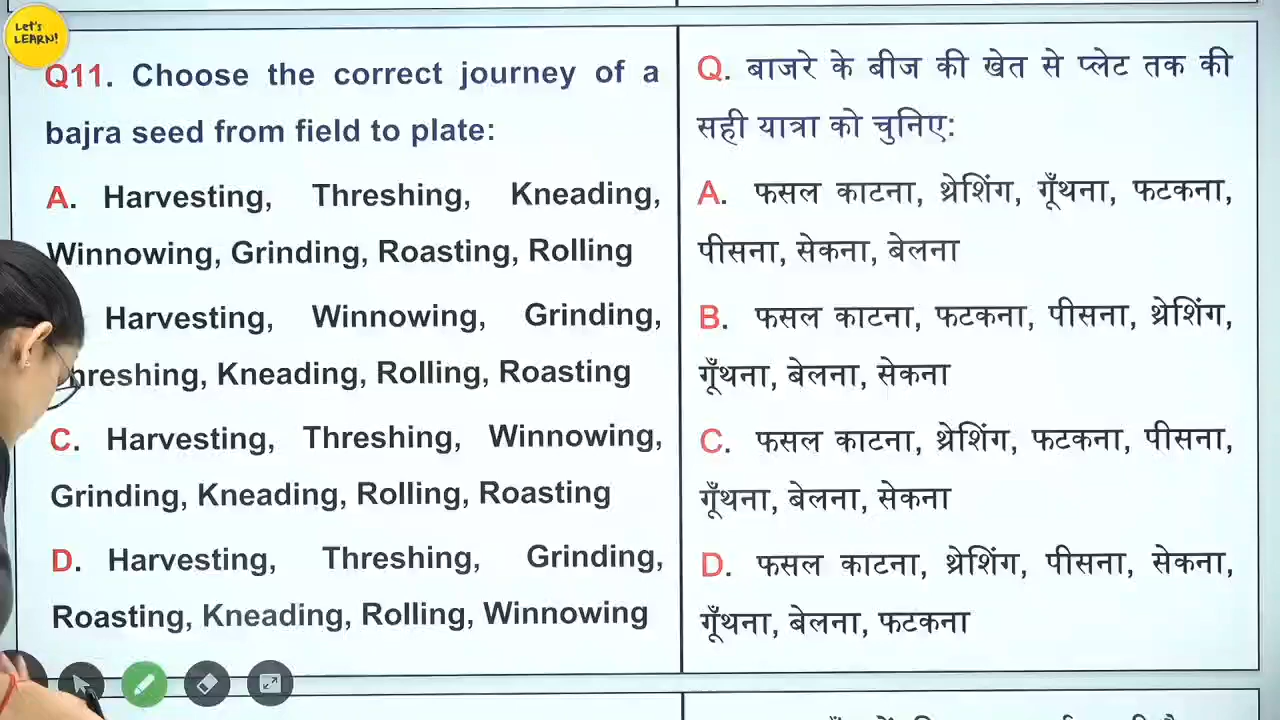 Let's
LEARN!
Q11. Choose the correct journey of a
bajra seed from field to plate:
A. Harvesting, Threshing, Kneading,
Winnowing, Grinding, Roasting, Rolling
Harvesting, Winnowing, Grinding,
hreshing, Kneading, Rolling, Roasting
C. Harvesting, Threshing, Winnowing,
Grinding, Kneading, Rolling, Roasting
D. Harvesting, Threshing, Grinding,
Roasting, Kneading, Rolling, Winnowing
Q. बाजरे के बीज की खेत से प्लेट तक की
सही यात्रा को चुनिए:
A. फसल काटना, थ्रेशिंग, गूँथना, फटकना,
पीसना, सेकना, बेलना
B. फसल काटना, फटकना, पीसना, थ्रेशिंग,
गूँथना, बेलना, सेकना
C. फसल काटना, थ्रेशिंग, फटकना, पीसना,
गूँथना, बेलना, सेकना
D. फसल काटना, थ्रेशिंग, पीसना, सेकना,
गूँथना, बेलना, फटकना